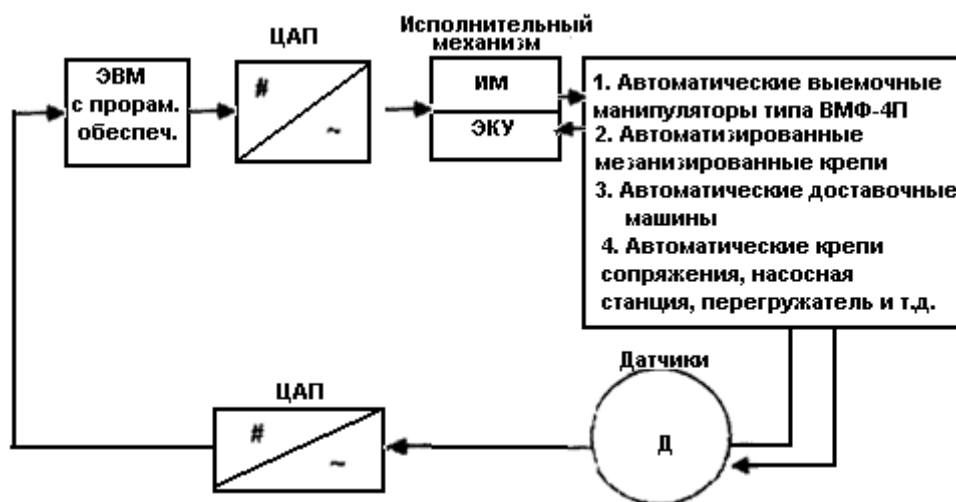 ЦАП
Исполнительный
механизм
ЭВМ
с прорам.
обеспеч.
#
~
ИМ
ЭКУ
1. Автоматические выемочные
манипуляторы типа ВМФ-4П
2. Автоматизированные
мезанизированные крепи
3. Автоматические доставочные
машины
4. Автоматические крепи
сопряжения, насосная
станция, перегружатель и т.д.
Датчики
Д
ЦАП
#
~